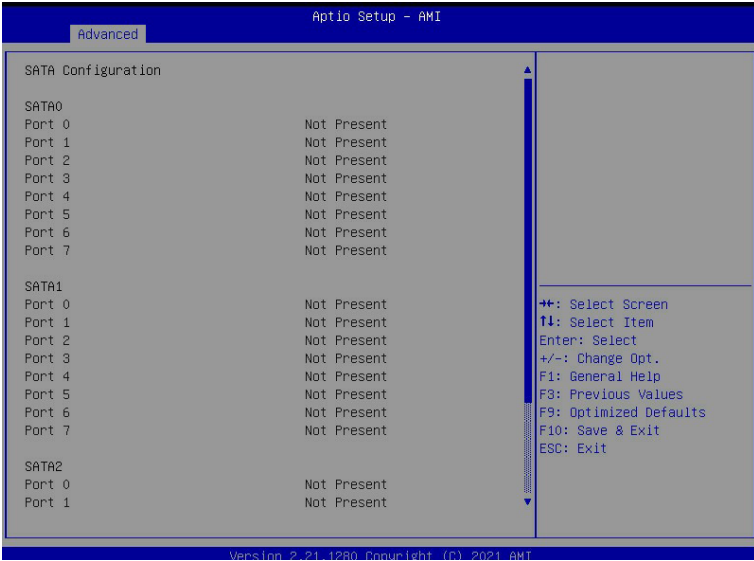 Aptio Setup – AMI
Advanced
SATA Configuration
SATA0
Port 0 Not Present
Port 1 Not Present
Port 2 Not Present
Port 3 Not Present
Port 4 Not Present
Port 5 Not Present
Port 6 Not Present
Port 7 Not Present
SATA1
Port 0 Not Present
Port 1 Not Present
Port 2 Not Present
Port 3 Not Present
Port 4 Not Present
Port 5 Not Present
Port 6 Not Present
Port 7 Not Present
SATA2
Port 0 Not Present
Port 1 Not Present
→←: Select Screen
↑↓: Select Item
Enter: Select
+/-: Change Opt.
F1: General Help
F3: Previous Values
F9: Optimized Defaults
F10: Save & Exit
ESC: Exit
Version 2.21.1280 Copyright (C) 2021 AMI